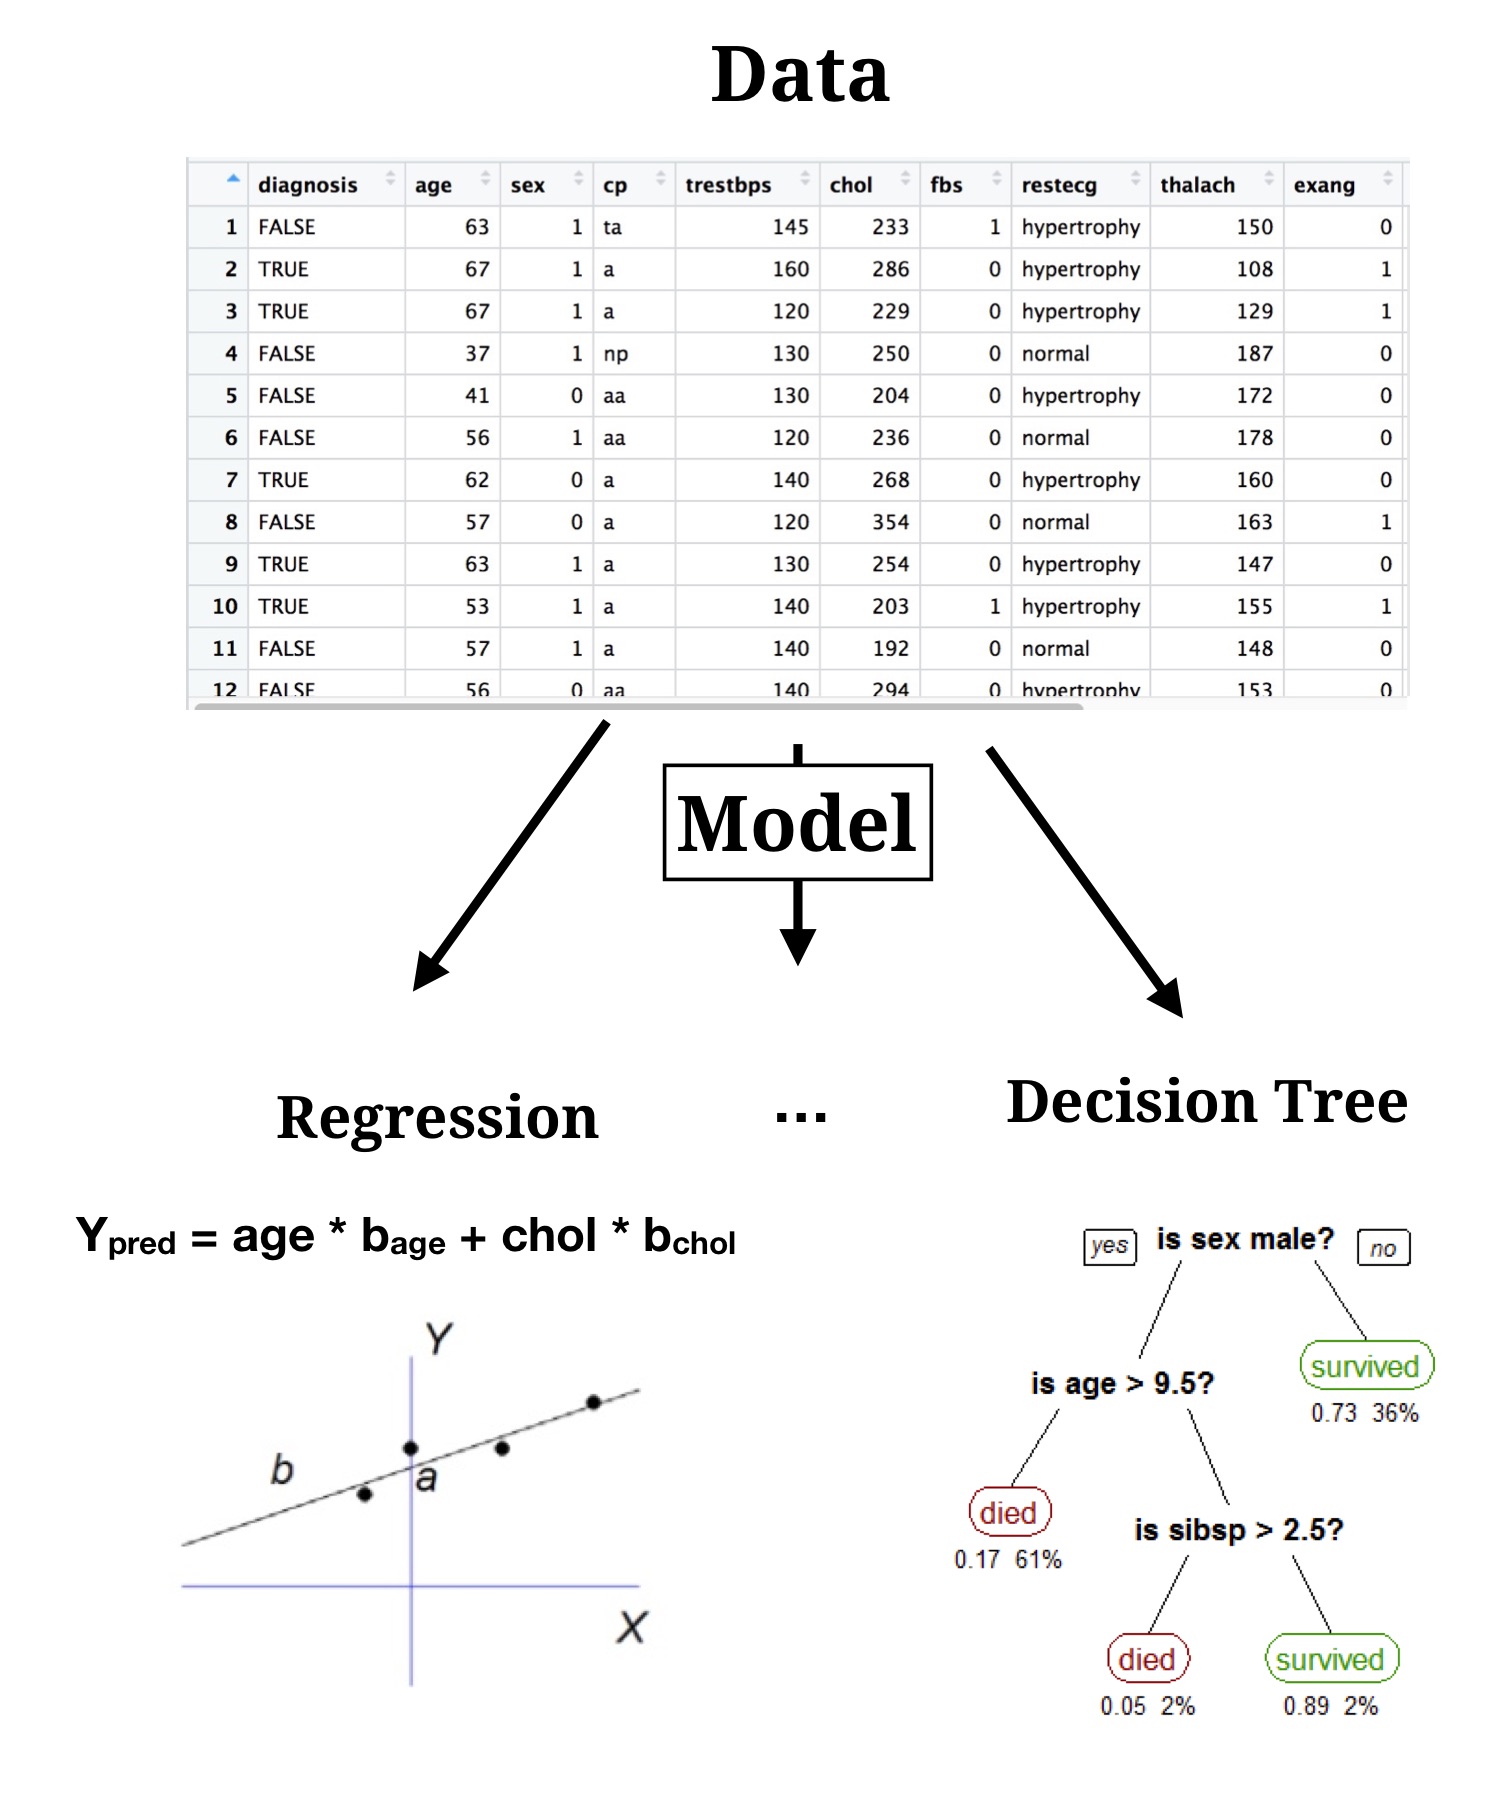 Data
diagnosis age sex cp trestbps chol fbs restecg thalach exang
1 FALSE 63 1 ta 145 233 1 hypertrophy 150 0
2 TRUE 67 1 a 160 286 0 hypertrophy 108 1
3 TRUE 67 1 a 120 229 0 hypertrophy 129 1
4 FALSE 37 1 np 130 250 0 normal 187 0
5 FALSE 41 0 aa 130 204 0 hypertrophy 172 0
6 FALSE 56 1 aa 120 236 0 normal 178 0
7 TRUE 62 0 a 140 268 0 hypertrophy 160 0
8 FALSE 57 0 a 120 354 0 normal 163 1
9 TRUE 63 1 a 130 254 0 hypertrophy 147 0
10 TRUE 53 1 a 140 203 1 hypertrophy 155 1
11 FALSE 57 1 a 140 192 0 normal 148 0
12 FALSE 56 0 aa 140 294 0 hypertrophy 153 0
Model
Regression
...
Decision Tree
Ypred = age * bage + chol * bchol
Y
b
a
X
yes is sex male? no
survived
0.73 36%
is age > 9.5?
died
0.17 61%
is sibsp > 2.5?
died survived
0.05 2% 0.89 2%